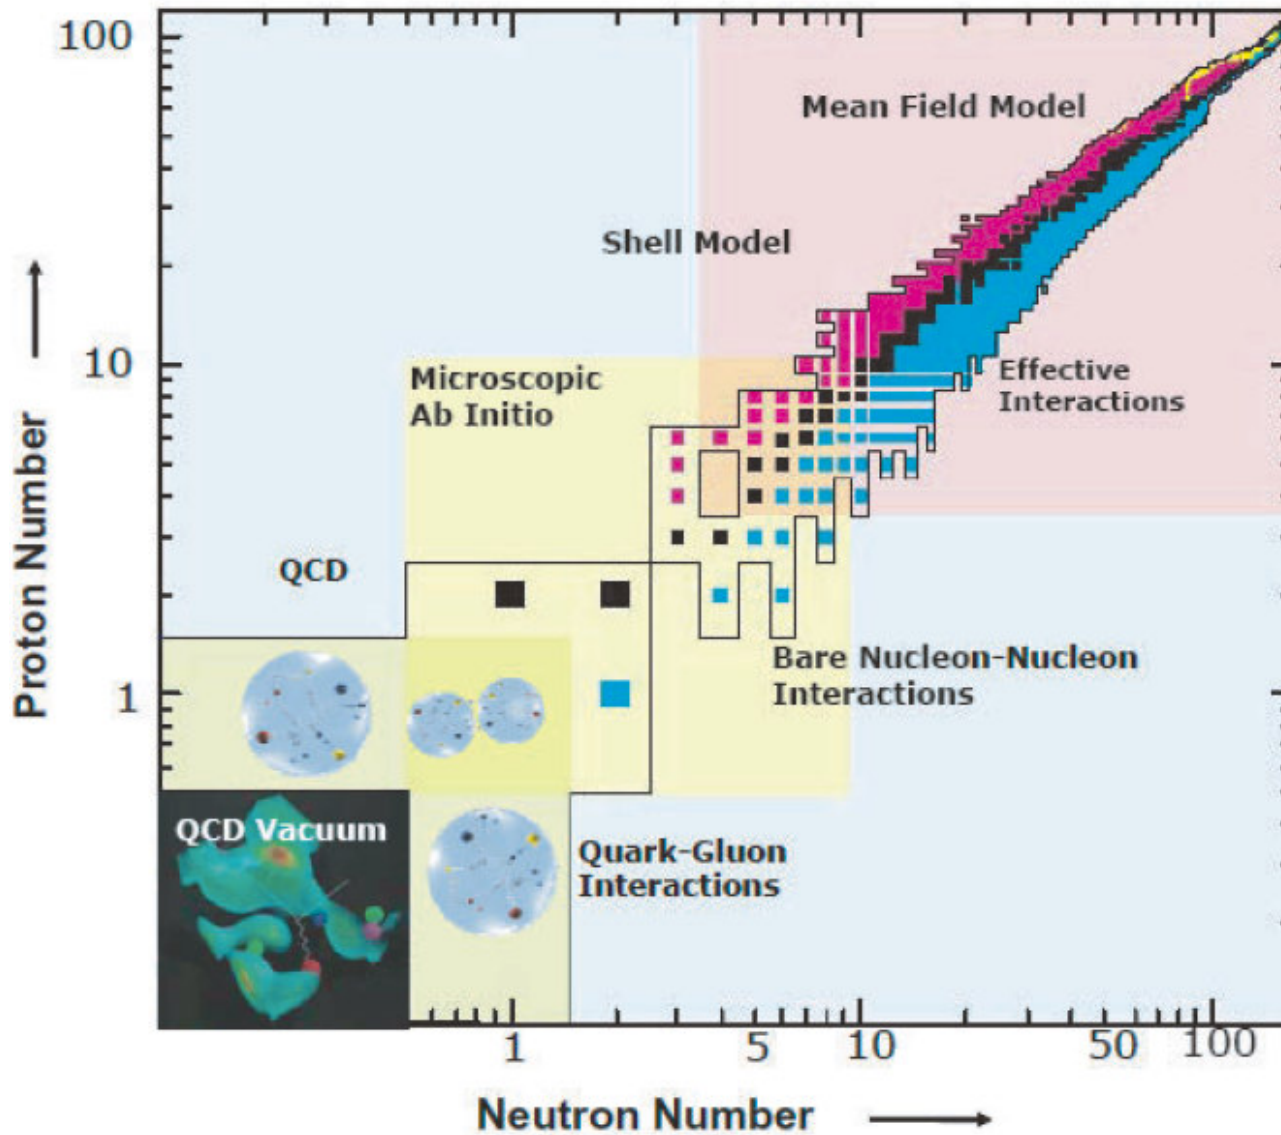 100
Mean Field Model
Shell Model
10
Microscopic
Ab Initio
Effective
Interactions
QCD
Bare Nucleon-Nucleon
Interactions
1
QCD Vacuum
Quark-Gluon
Interactions
1
5
10
50
100
Proton Number
Neutron Number